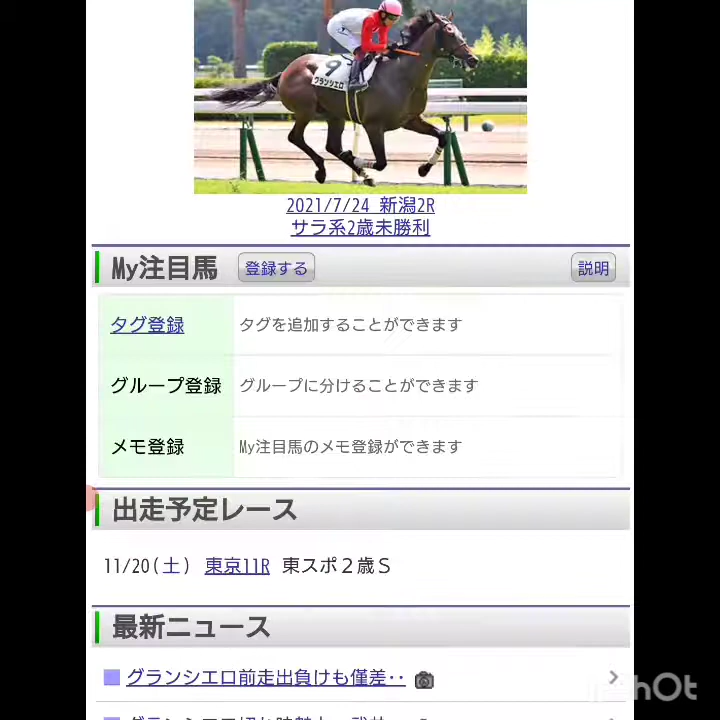 9
グランシエロ
2021/7/24 新潟2R
サラ系2歳未勝利
My注目馬 登録する 説明
タグ登録 タグを追加することができます
グループ登録 グループに分けることができます
メモ登録 My注目馬のメモ登録ができます
出走予定レース
11/20(土) 東京11R 東スポ2歳S
最新ニュース
グランシエロ前走出負けも僅差‥
hOt